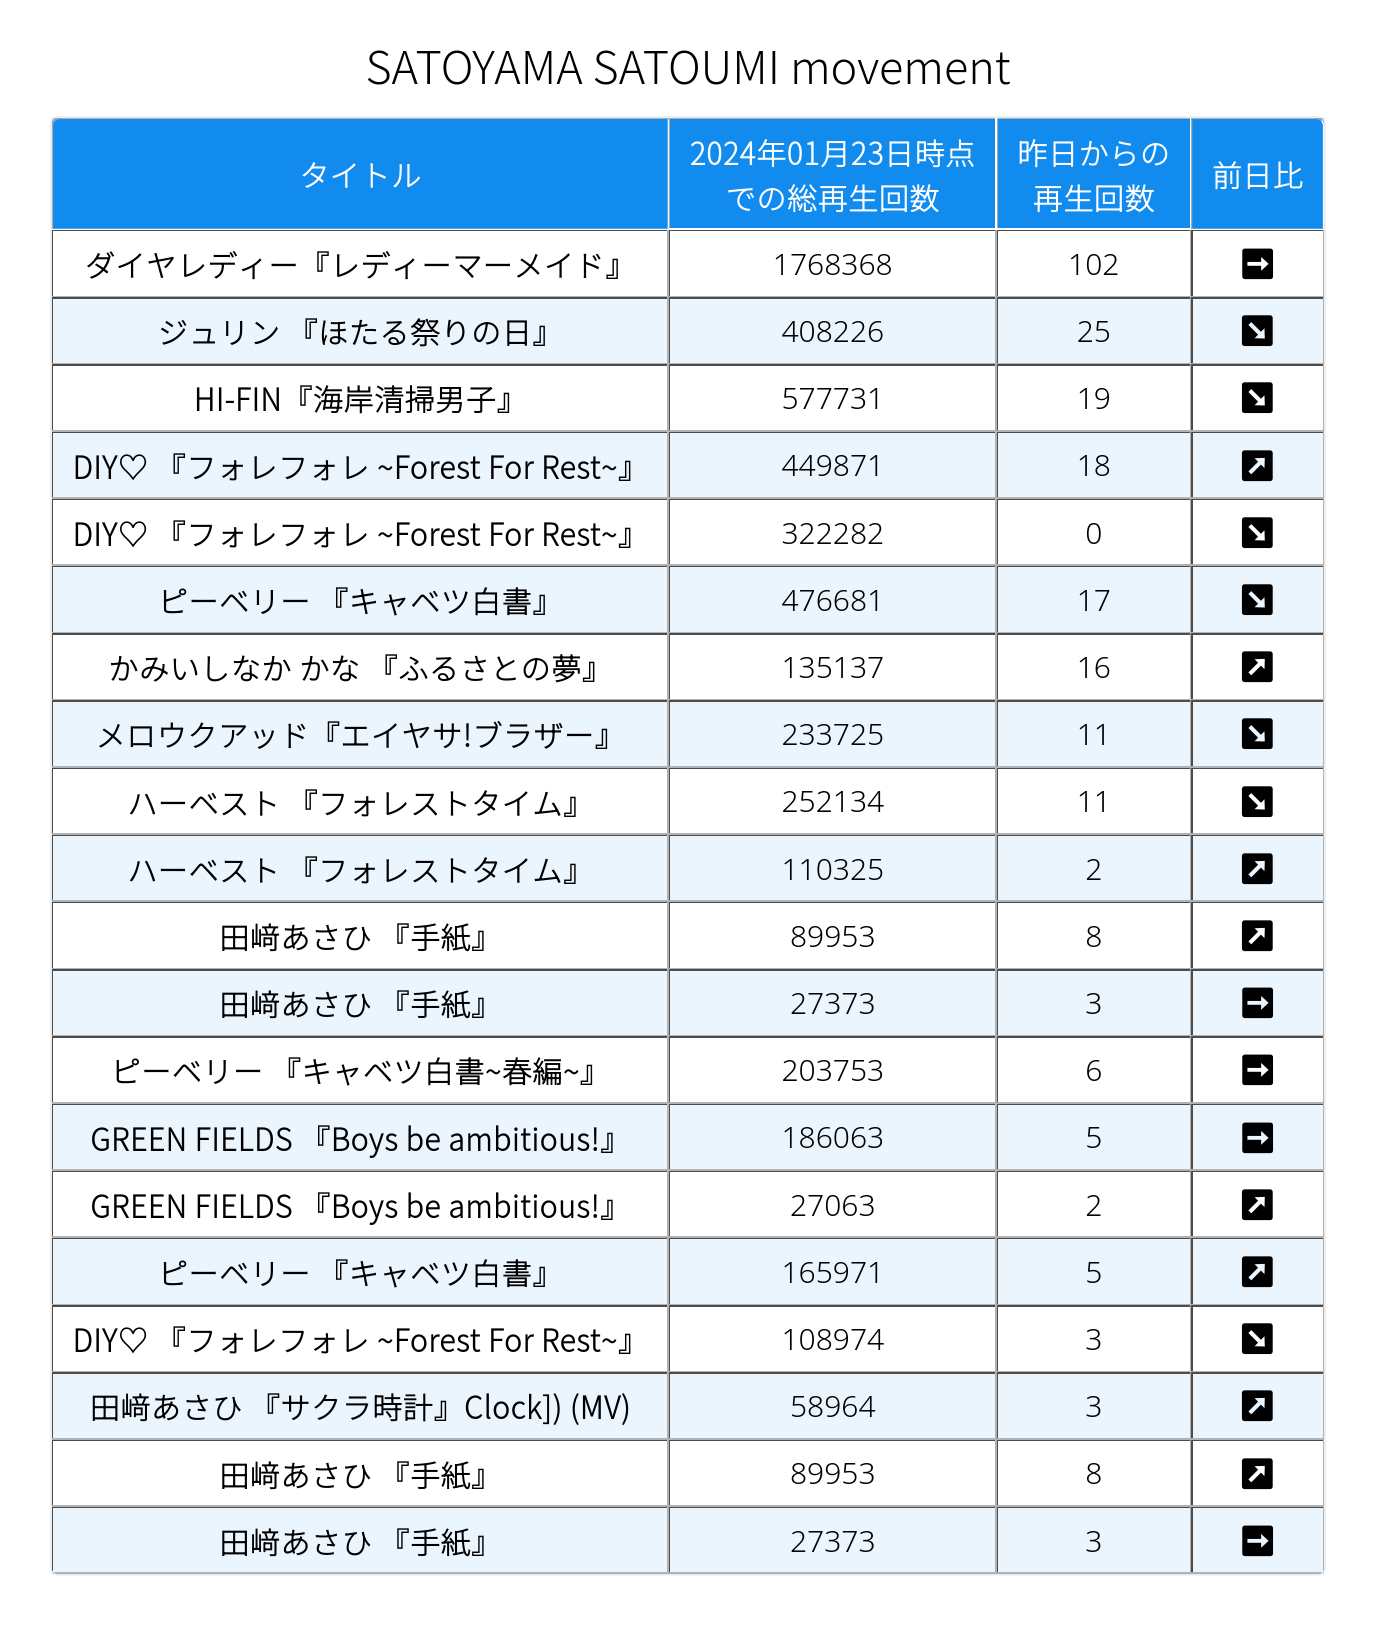 SATOYAMA SATOUMI movement
タイトル 2024年01月23日時点での総再生回数 昨日からの再生回数 前日比
ダイヤレディー『レディーマーメイド』 1768368 102 ➡
ジュリン 『ほたる祭りの日』 408226 25 ↘
HI-FIN『海岸清掃男子』 577731 19 ↘
DIY♡ 『フォレフォレ ~Forest For Rest~』 449871 18 ↗
DIY♡ 『フォレフォレ ~Forest For Rest~』 322282 0 ↘
ピーベリー 『キャベツ白書』 476681 17 ↘
かみいしなか かな 『ふるさとの夢』 135137 16 ↗
メロウクアッド『エイヤサ!ブラザー』 233725 11 ↘
ハーベスト 『フォレストタイム』 252134 11 ↘
ハーベスト 『フォレストタイム』 110325 2 ↗
田﨑あさひ 『手紙』 89953 8 ↗
田﨑あさひ 『手紙』 27373 3 ➡
ピーベリー 『キャベツ白書~春編~』 203753 6 ➡
GREEN FIELDS 『Boys be ambitious!』 186063 5 ➡
GREEN FIELDS 『Boys be ambitious!』 27063 2 ↗
ピーベリー 『キャベツ白書』 165971 5 ↗
DIY♡ 『フォレフォレ ~Forest For Rest~』 108974 3 ↘
田﨑あさひ 『サクラ時計』Clock]) (MV) 58964 3 ↗
田﨑あさひ 『手紙』 89953 8 ↗
田﨑あさひ 『手紙』 27373 3 ➡